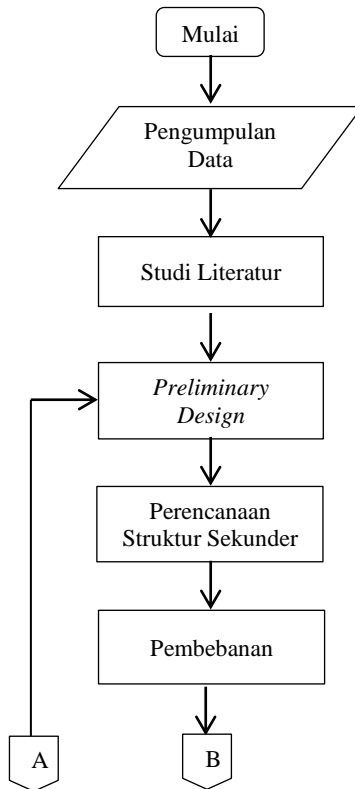 Mulai
Pengumpulan
Data
Studi Literatur
Preliminary
Design
Perencanaan
Struktur Sekunder
Pembebanan
A
B